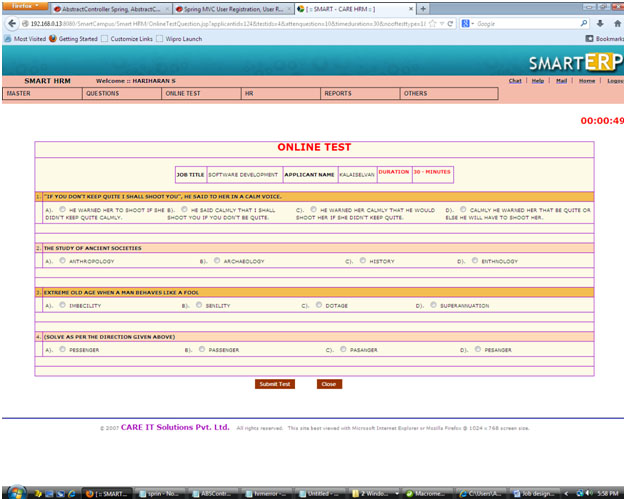 Firefox
AbstractController Spring, AbstractC...
Spring MVC User Registration, User R...
[ :: SMART - CARE HRM :: ]
192.168.0.13:8080/SmartCampus/Smart HRM/OnlineTestQuestion.jsp?applicantid=124&testid=4&attenquestions=10&timeduration=30&noofhettype=1/
Google
Most Visited Getting Started Customize Links Wipro Launch Bookmarks
SMARTERP
SMART HRM Welcome :: HARIHARAN S Chat | Help | Mail | Home | Logou
MASTER QUESTIONS ONLINE TEST HR REPORTS OTHERS
00:00:49
ONLINE TEST
JOB TITLE SOFTWARE DEVELOPMENT APPLICANT NAME KALAISELVAN DURATION 30 - MINUTES
1. "IF YOU DON'T KEEP QUITE I SHALL SHOOT YOU", HE SAID TO HER IN A CALM VOICE.
A). HE WARNED HER TO SHOOT IF SHE DIDN'T KEEP QUITE CALMLY.
B). HE SAID CALMLY THAT I SHALL SHOOT YOU IF YOU DON'T BE QUITE.
C). HE WARNED HER CALMLY THAT HE WOULD SHOOT HER IF SHE DIDN'T KEEP QUITE.
D). CALMLY HE WARNED HER THAT BE QUITE OR ELSE HE WILL HAVE TO SHOOT HER.
2. THE STUDY OF ANCIENT SOCIETIES
A). ANTHROPOLOGY B). ARCHAEOLOGY C). HISTORY D). ENTHNOLOGY
3. EXTREME OLD AGE WHEN A MAN BEHAVES LIKE A FOOL
A). IMBECILITY B). SENILITY C). DOTAGE D). SUPERANNUATION
4. (SOLVE AS PER THE DIRECTION GIVEN ABOVE)
A). PESSENGER B). PASSENGER C). PASANGER D). PESANGER
Submit Test Close
© 2007 CARE IT Solutions Pvt. Ltd. All rights reserved. This site best viewed with Microsoft Internet Explorer or Mozilla Firefox @ 1024 x 768 screen size.
[ :: SMART... sprin - No... ABSContr... hrmerror -... Untitled - ... 2 Windo... Macrome... C:\Users\A... Job design... 5:58 PM